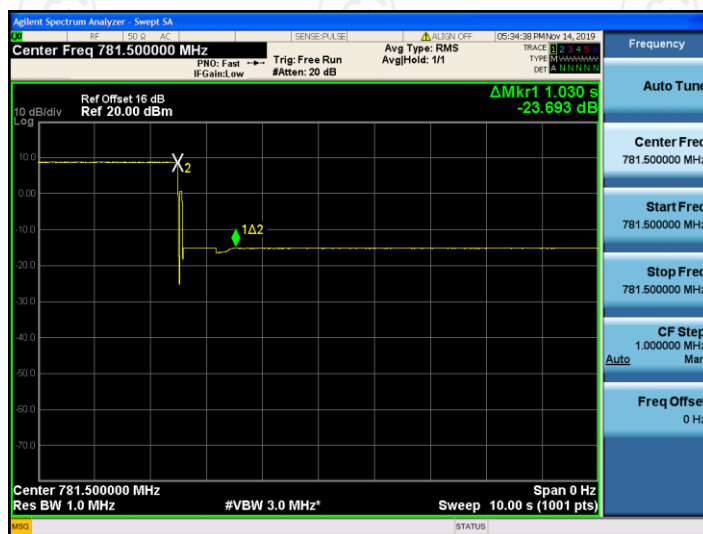 Agilent Spectrum Analyzer - Swept SA
RF 50 Ω AC SENSE:PULSE ALIGN OFF 05:34:38 PM Nov 14, 2019
Center Freq 781.500000 MHz
PNO: Fast
IFGain:Low
Trig: Free Run
#Atten: 20 dB
Avg Type: RMS
Avg|Hold: 1/1
TRACE 1 2 3 4 5 6
TYPE M
DET A N N N N N
Ref Offset 16 dB
10 dB/div Ref 20.00 dBm
Log
ΔMkr1 1.030 s
-23.693 dB
10.0
0.00
-10.0
-20.0
-30.0
-40.0
-50.0
-60.0
-70.0
X2
1Δ2
Center 781.500000 MHz Span 0 Hz
Res BW 1.0 MHz #VBW 3.0 MHz* Sweep 10.00 s (1001 pts)
MSG STATUS
Frequency
Auto Tune
Center Freq
781.500000 MHz
Start Freq
781.500000 MHz
Stop Freq
781.500000 MHz
CF Step
1.000000 MHz
Auto Man
Freq Offset
0 Hz